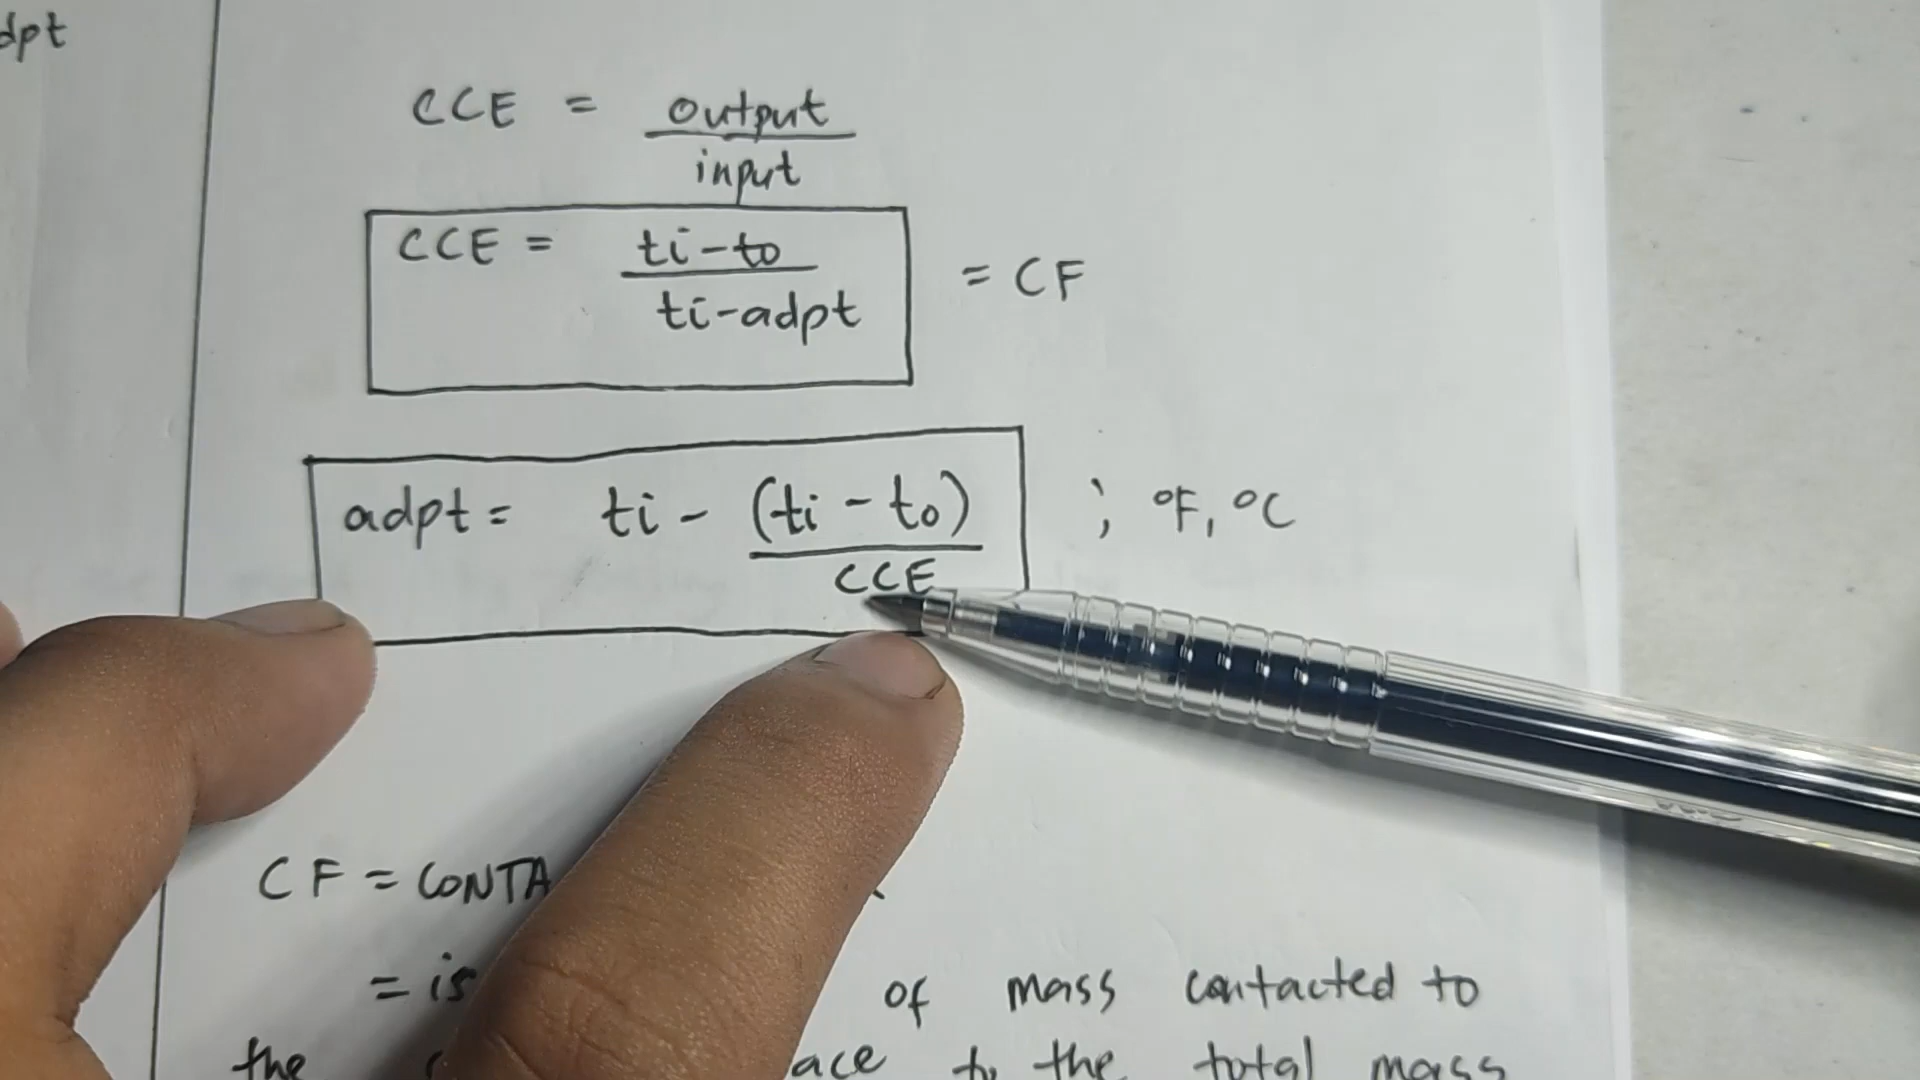 dpt
CCE = output
input
CCE = ti-to = CF
ti-adpt
adpt = ti - (ti - to) ; °F, °C
CCE
CF = CONTA
= is of mass contacted to
the to the total mass